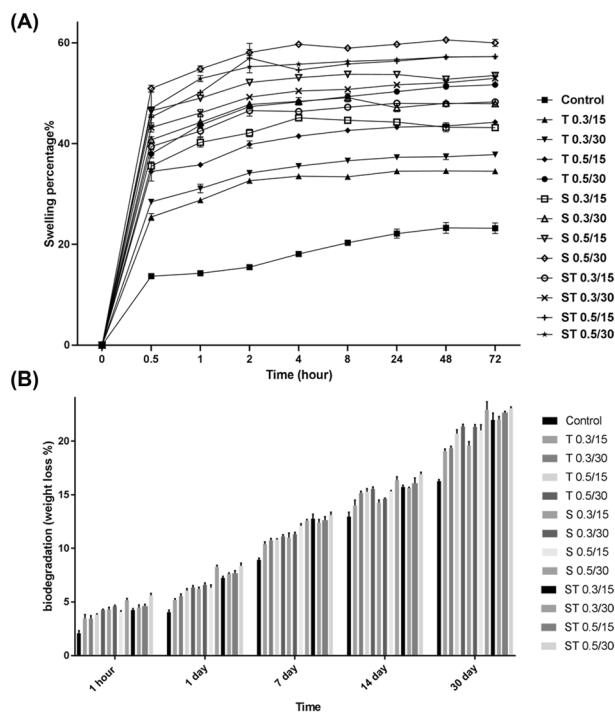 (A)
60
40
20
0
Swelling percentage%
0 0.5 1 2 4 8 24 48 72
Time (hour)
Control
T 0.3/15
T 0.3/30
T 0.5/15
T 0.5/30
S 0.3/15
S 0.3/30
S 0.5/15
S 0.5/30
ST 0.3/15
ST 0.3/30
ST 0.5/15
ST 0.5/30
(B)
20
15
10
5
0
biodegradation (weight loss %)
1 hour 1 day 7 day 14 day 30 day
Time
Control
T 0.3/15
T 0.3/30
T 0.5/15
T 0.5/30
S 0.3/15
S 0.3/30
S 0.5/15
S 0.5/30
ST 0.3/15
ST 0.3/30
ST 0.5/15
ST 0.5/30